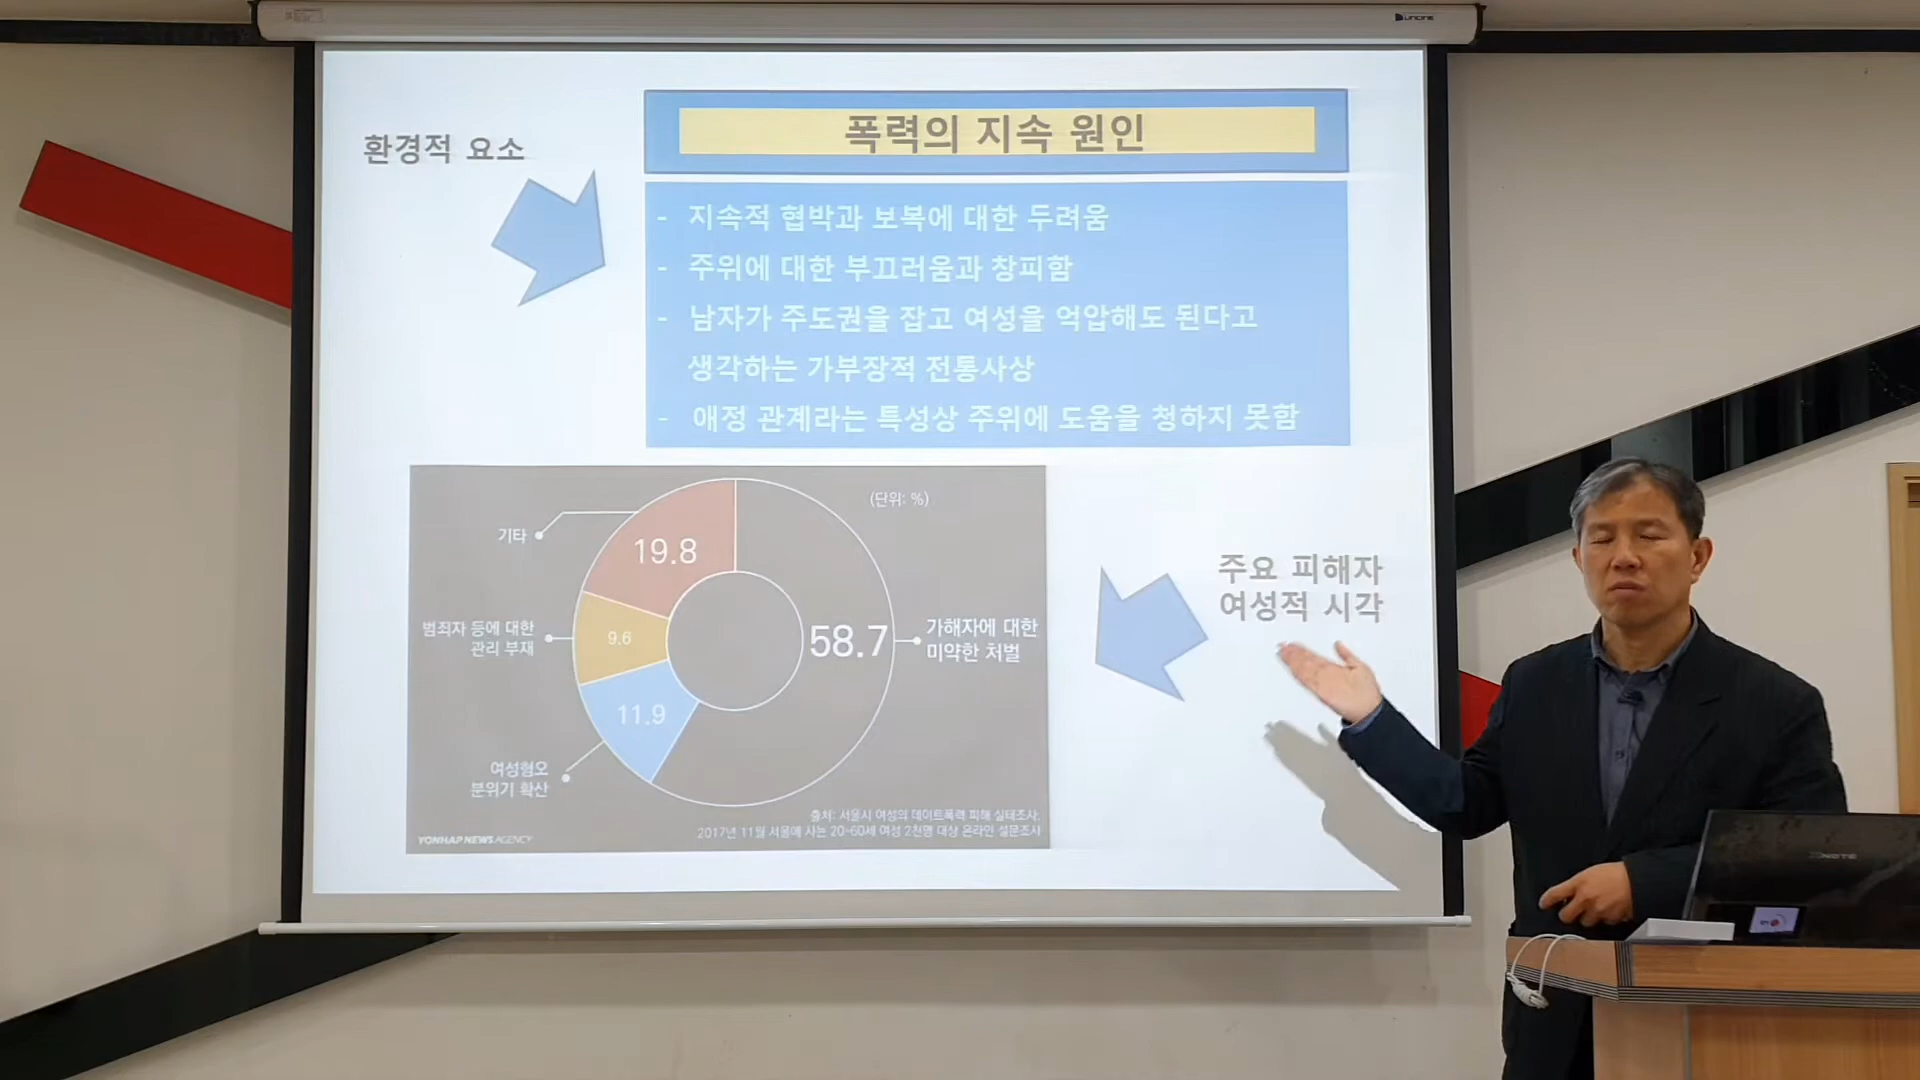 환경적 요소
폭력의 지속 원인
- 지속적 협박과 보복에 대한 두려움
- 주위에 대한 부끄러움과 창피함
- 남자가 주도권을 잡고 여성을 억압해도 된다고
생각하는 가부장적 전통사상
- 애정 관계라는 특성상 주위에 도움을 청하지 못함
(단위: %)
기타
19.8
범죄자 등에 대한
관리 부재
9.6
58.7
가해자에 대한
미약한 처벌
11.9
여성혐오
분위기 확산
출처: 서울시 여성의 데이트폭력 피해 실태조사.
2017년 11월 서울에 사는 20~60세 여성 2천명 대상 온라인 설문조사
YONHAP NEWS AGENCY
주요 피해자
여성적 시각